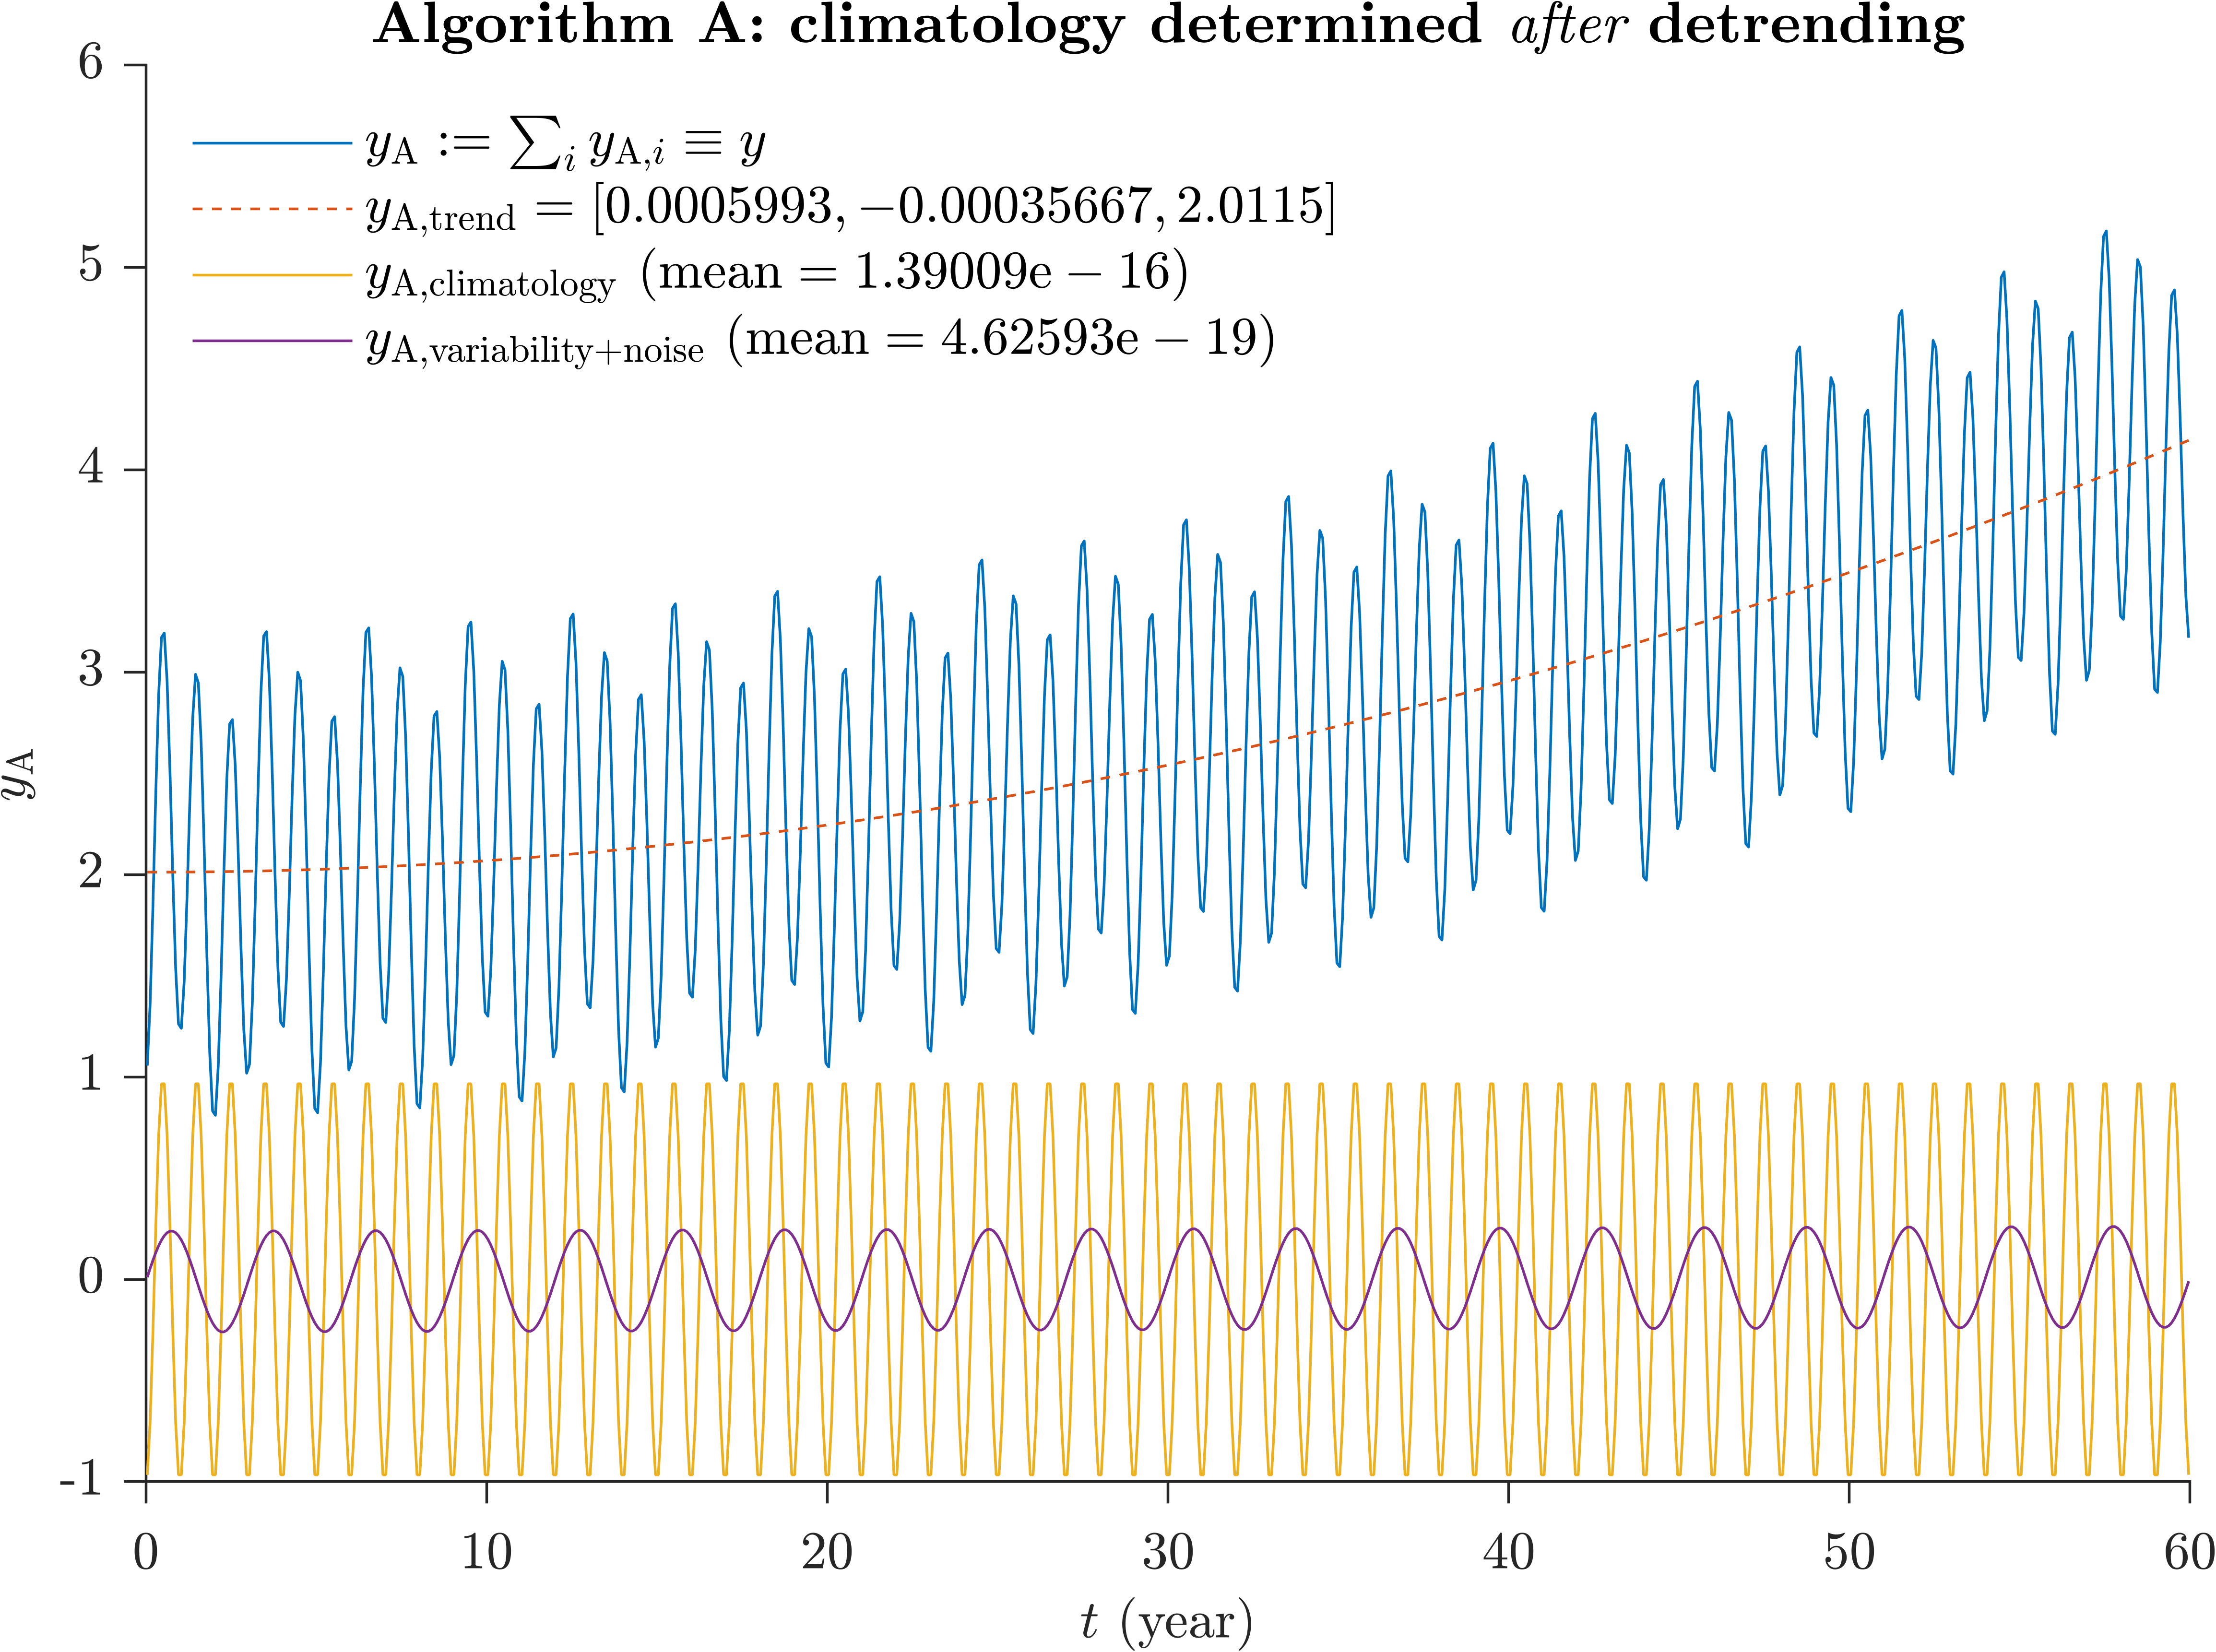 Algorithm A: climatology determined after detrending
6
5
4
3
2
1
0
-1
y_A
y_A := ∑_i y_A,i ≡ y
y_A,trend = [0.0005993, −0.00035667, 2.0115]
y_A,climatology (mean = 1.39009e − 16)
y_A,variability+noise (mean = 4.62593e − 19)
0 10 20 30 40 50 60
t (year)